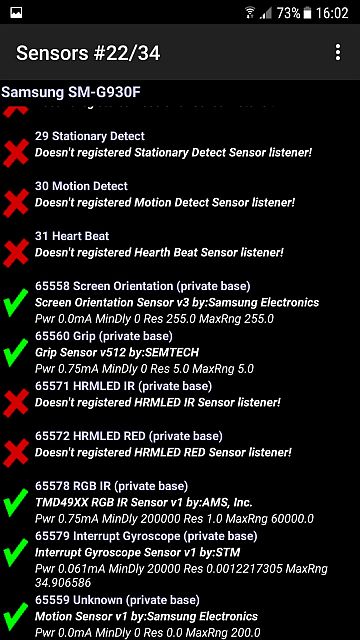 73% 16:02
Sensors #22/34
Samsung SM-G930F
29 Stationary Detect
Doesn't registered Stationary Detect Sensor listener!
30 Motion Detect
Doesn't registered Motion Detect Sensor listener!
31 Heart Beat
Doesn't registered Hearth Beat Sensor listener!
65558 Screen Orientation (private base)
Screen Orientation Sensor v3 by:Samsung Electronics
Pwr 0.0mA MinDly 0 Res 255.0 MaxRng 255.0
65560 Grip (private base)
Grip Sensor v512 by:SEMTECH
Pwr 0.75mA MinDly 0 Res 5.0 MaxRng 5.0
65571 HRMLED IR (private base)
Doesn't registered HRMLED IR Sensor listener!
65572 HRMLED RED (private base)
Doesn't registered HRMLED RED Sensor listener!
65578 RGB IR (private base)
TMD49XX RGB IR Sensor v1 by:AMS, Inc.
Pwr 0.75mA MinDly 200000 Res 1.0 MaxRng 60000.0
65579 Interrupt Gyroscope (private base)
Interrupt Gyroscope Sensor v1 by:STM
Pwr 0.061mA MinDly 20000 Res 0.0012217305 MaxRng
34.906586
65559 Unknown (private base)
Motion Sensor v1 by:Samsung Electronics
Pwr 0.0mA MinDly 0 Res 0.0 MaxRng 200.0